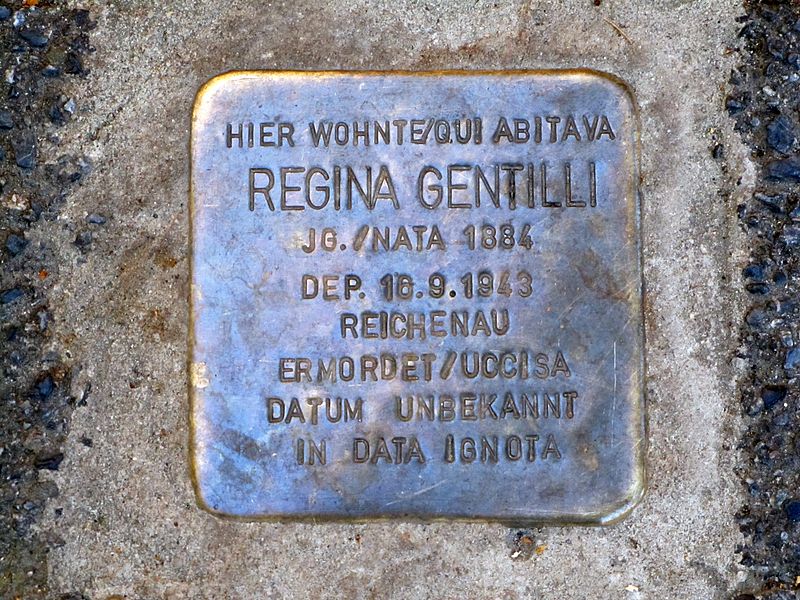 HIER WOHNTE/QUI ABITAVA
REGINA GENTILLI
JG./NATA 1884
DEP. 16.9.1943
REICHENAU
ERMORDET/UCCISA
DATUM UNBEKANNT
IN DATA IGNOTA